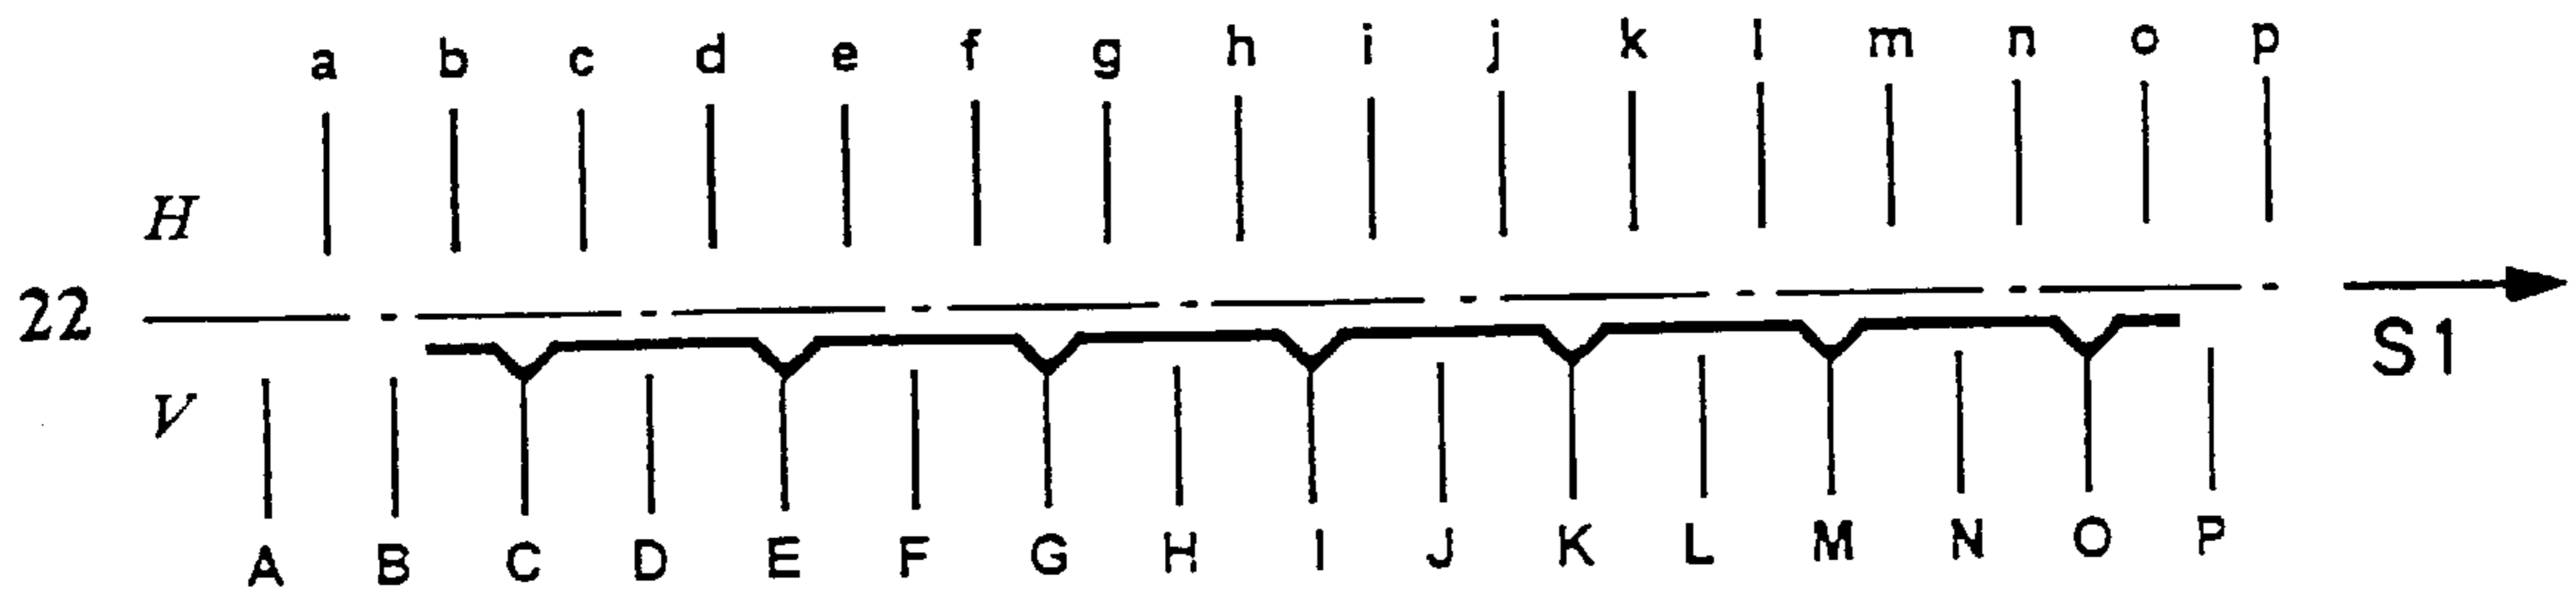 a b c d e f g h i j k l m n o p
H
22
S1
V
A B C D E F G H I J K L M N O P